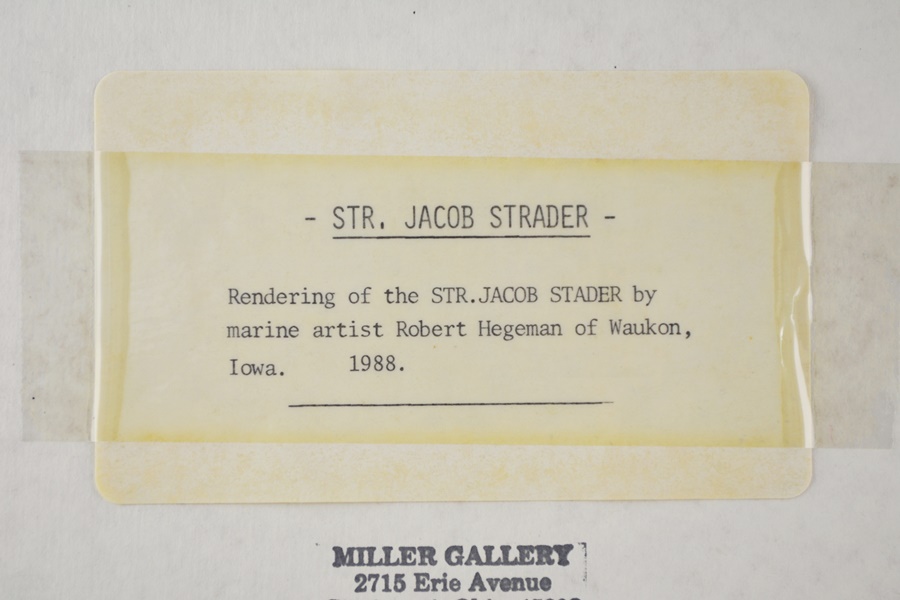 - STR. JACOB STRADER -
Rendering of the STR.JACOB STADER by
marine artist Robert Hegeman of Waukon,
Iowa. 1988.
MILLER GALLERY
2715 Erie Avenue